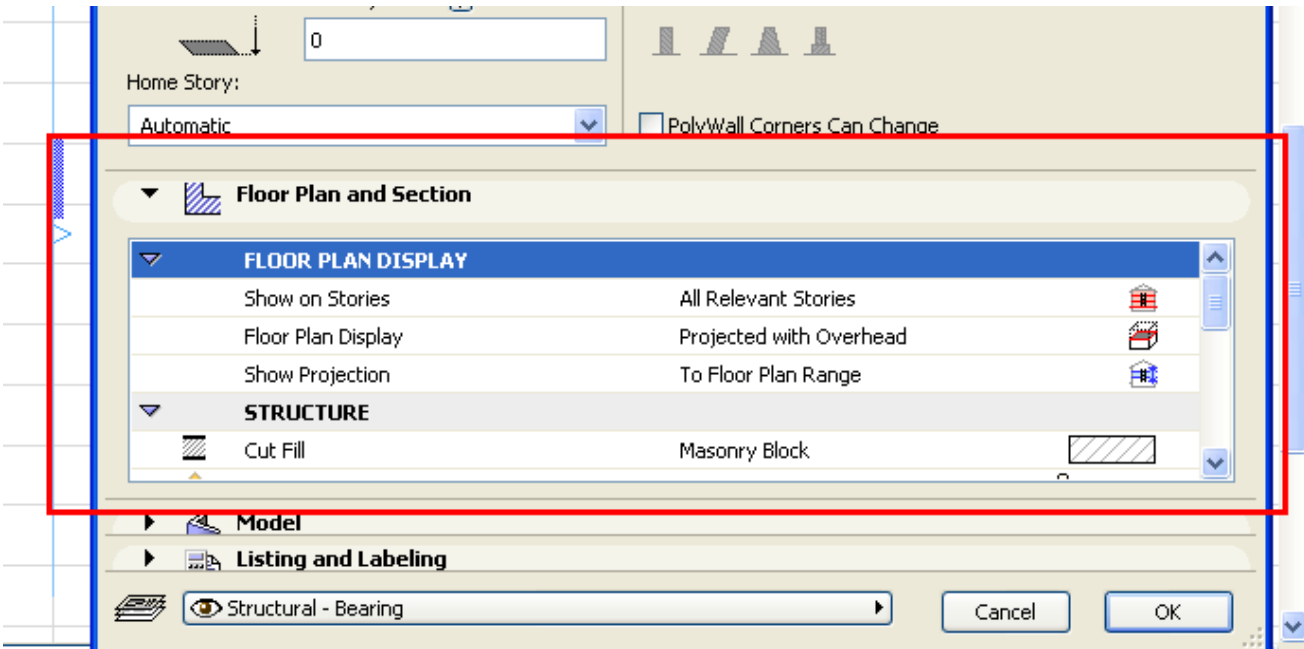 0
Home Story:
Automatic
PolyWall Corners Can Change
Floor Plan and Section
FLOOR PLAN DISPLAY
Show on Stories All Relevant Stories
Floor Plan Display Projected with Overhead
Show Projection To Floor Plan Range
STRUCTURE
Cut Fill Masonry Block
Model
Listing and Labeling
Structural - Bearing Cancel OK